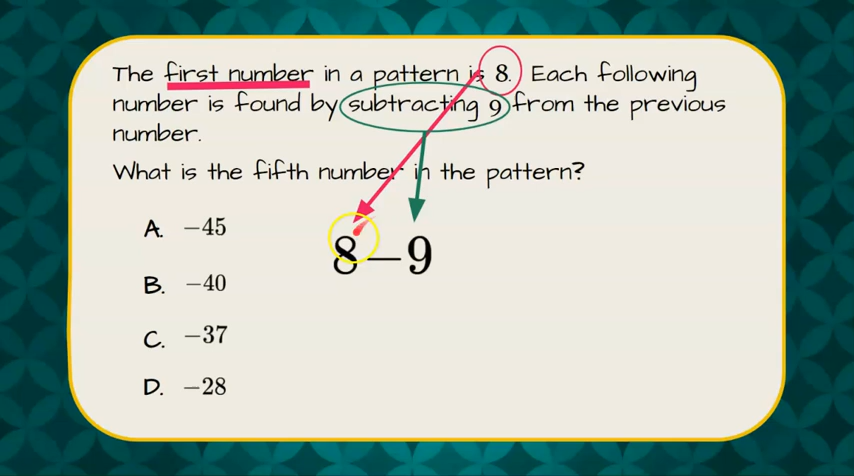 The first number in a pattern is 8. Each following
number is found by subtracting 9 from the previous
number.
What is the fifth number in the pattern?
A. −45
B. −40
C. −37
D. −28
8−9